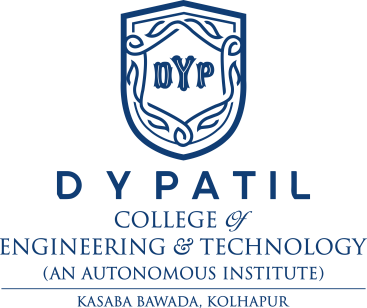 DYP
D Y PATIL
COLLEGE of
ENGINEERING & TECHNOLOGY
(AN AUTONOMOUS INSTITUTE)
KASABA BAWADA, KOLHAPUR